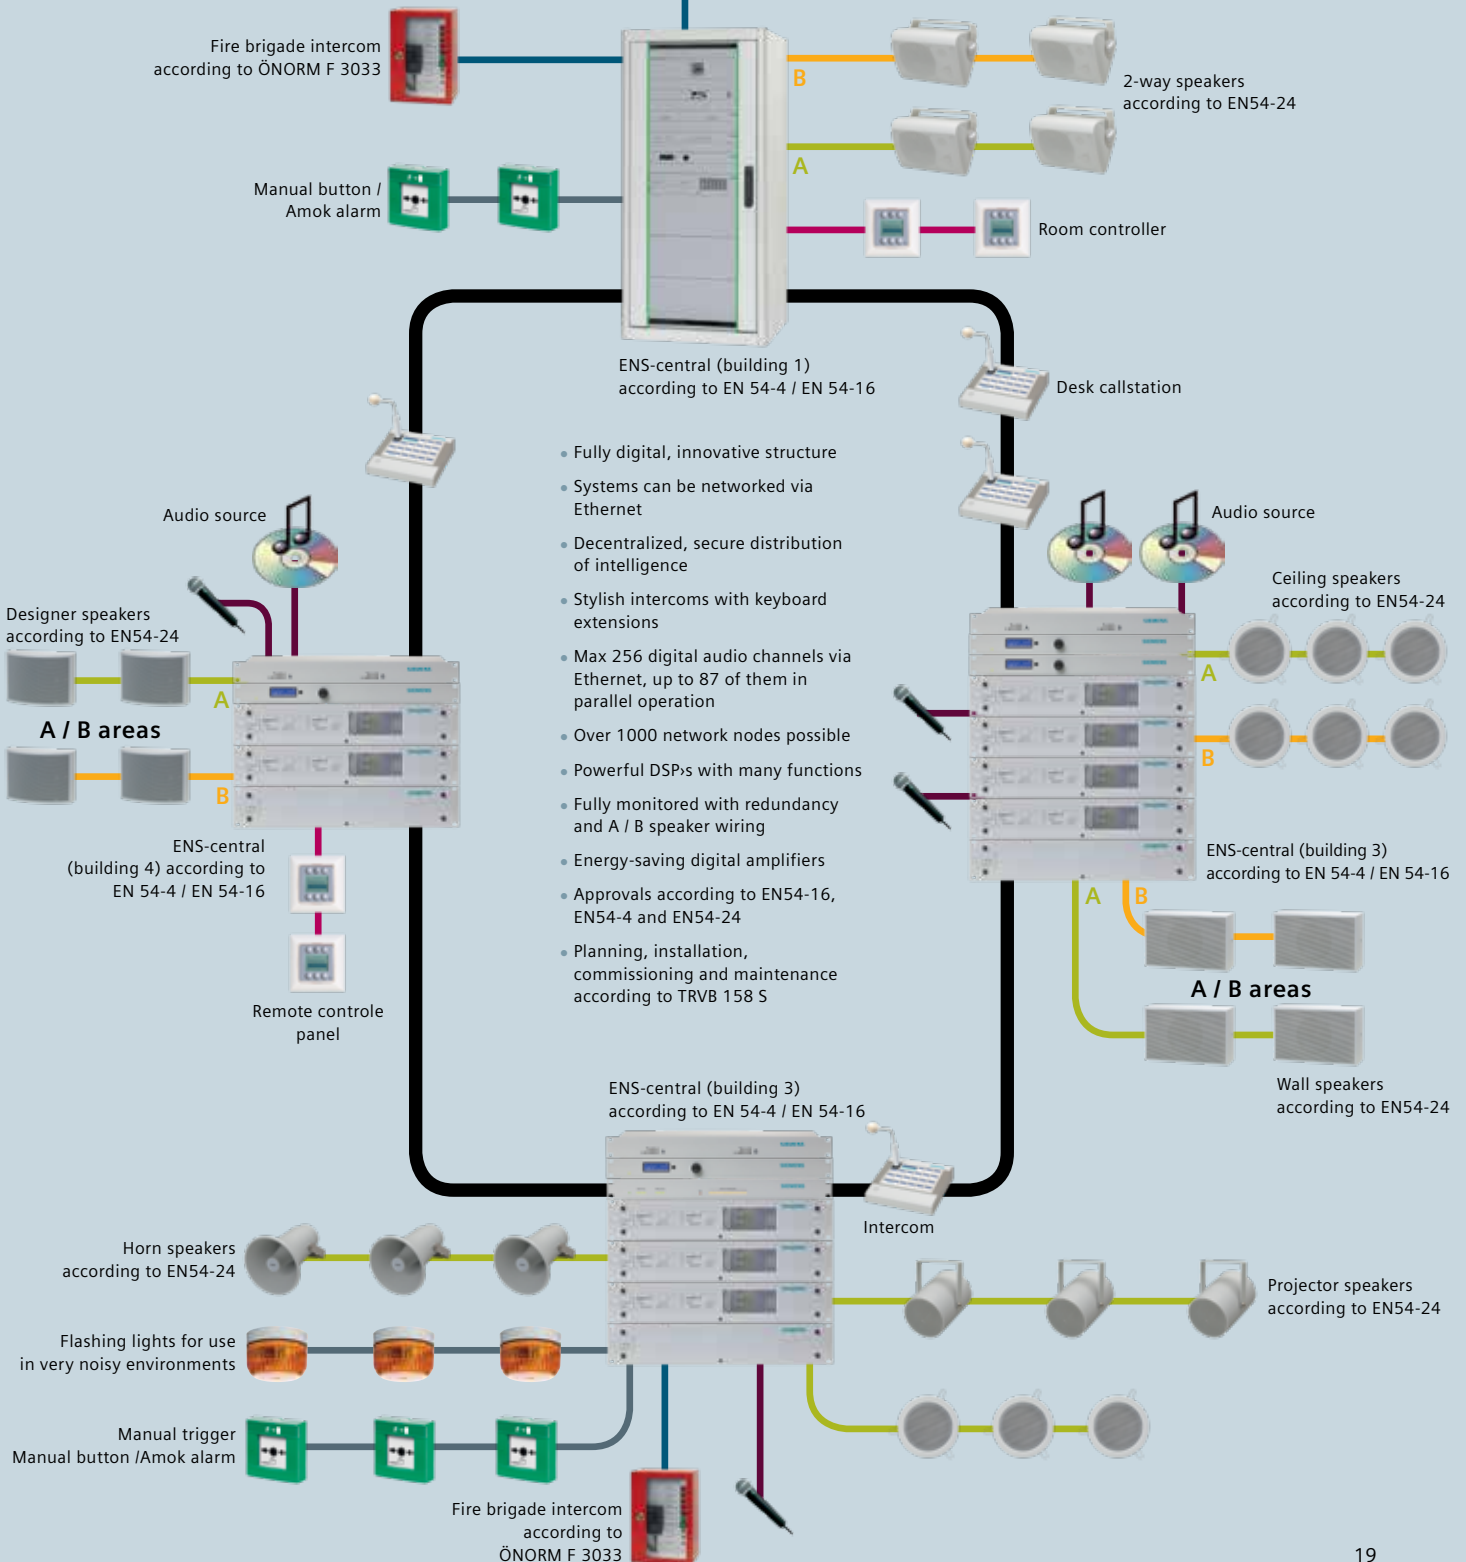 Fire brigade intercom
according to ÖNORM F 3033
B
2-way speakers
according to EN54-24
A
Manual button /
Amok alarm
Room controller
ENS-central (building 1)
according to EN 54-4 / EN 54-16
Desk callstation
• Fully digital, innovative structure
• Systems can be networked via
Ethernet
• Decentralized, secure distribution
of intelligence
• Stylish intercoms with keyboard
extensions
• Max 256 digital audio channels via
Ethernet, up to 87 of them in
parallel operation
• Over 1000 network nodes possible
• Powerful DSP›s with many functions
• Fully monitored with redundancy
and A / B speaker wiring
• Energy-saving digital amplifiers
• Approvals according to EN54-16,
EN54-4 and EN54-24
• Planning, installation,
commissioning and maintenance
according to TRVB 158 S
Audio source
Designer speakers
according to EN54-24
A
A / B areas
B
ENS-central
(building 4) according to
EN 54-4 / EN 54-16
Remote controle
panel
Audio source
Ceiling speakers
according to EN54-24
A
B
ENS-central (building 3)
according to EN 54-4 / EN 54-16
A
B
A / B areas
Wall speakers
according to EN54-24
ENS-central (building 3)
according to EN 54-4 / EN 54-16
Intercom
Horn speakers
according to EN54-24
Projector speakers
according to EN54-24
Flashing lights for use
in very noisy environments
Manual trigger
Manual button /Amok alarm
Fire brigade intercom
according to
ÖNORM F 3033
19